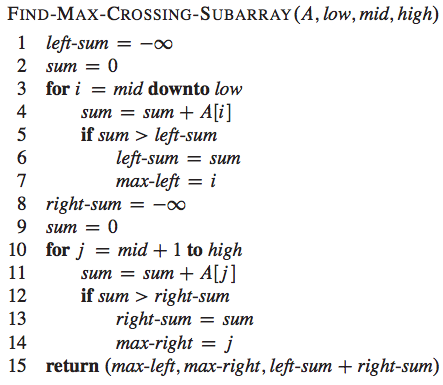 FIND-MAX-CROSSING-SUBARRAY(A, low, mid, high)
1 left-sum = −∞
2 sum = 0
3 for i = mid downto low
4 sum = sum + A[i]
5 if sum > left-sum
6 left-sum = sum
7 max-left = i
8 right-sum = −∞
9 sum = 0
10 for j = mid + 1 to high
11 sum = sum + A[j]
12 if sum > right-sum
13 right-sum = sum
14 max-right = j
15 return (max-left, max-right, left-sum + right-sum)